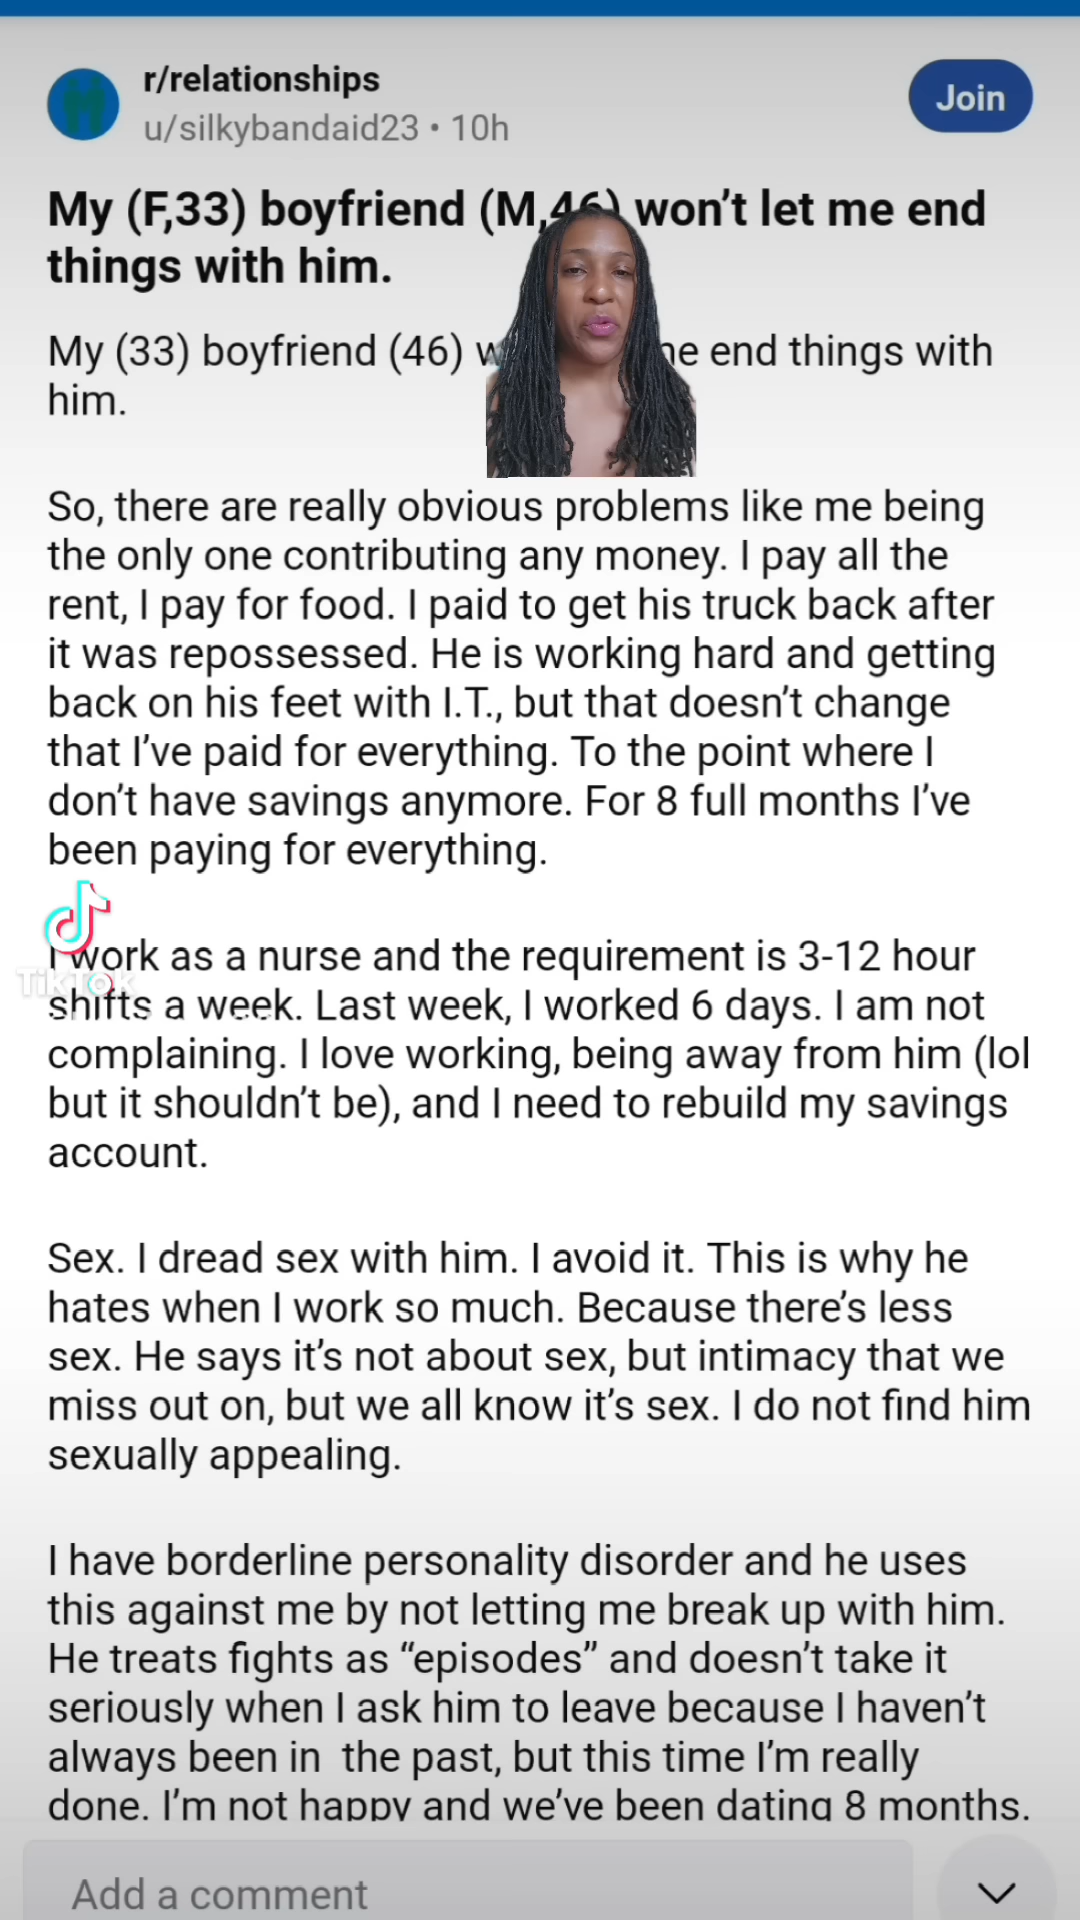 r/relationships
u/silkybandaid23 • 10h
Join
My (F,33) boyfriend (M,46) won't let me end
things with him.
My (33) boyfriend (46) end things with
him.
So, there are really obvious problems like me being
the only one contributing any money. I pay all the
rent, I pay for food. I paid to get his truck back after
it was repossessed. He is working hard and getting
back on his feet with I.T., but that doesn't change
that I've paid for everything. To the point where I
don't have savings anymore. For 8 full months I've
been paying for everything.
TikTok
I work as a nurse and the requirement is 3-12 hour
shifts a week. Last week, I worked 6 days. I am not
complaining. I love working, being away from him (lol
but it shouldn't be), and I need to rebuild my savings
account.
Sex. I dread sex with him. I avoid it. This is why he
hates when I work so much. Because there's less
sex. He says it's not about sex, but intimacy that we
miss out on, but we all know it's sex. I do not find him
sexually appealing.
I have borderline personality disorder and he uses
this against me by not letting me break up with him.
He treats fights as “episodes” and doesn't take it
seriously when I ask him to leave because I haven't
always been in the past, but this time I'm really
done. I'm not happy and we've been dating 8 months.
Add a comment